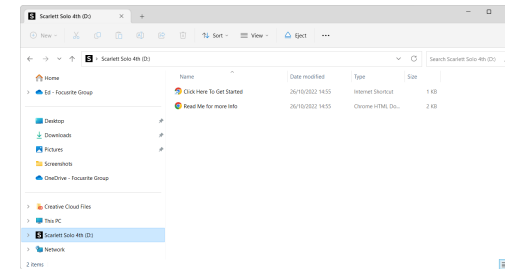 Scarlett Solo 4th (D:)
New
Sort
View
Eject
Scarlett Solo 4th (D:)
Search Scarlett Solo 4th (D:)
Name
Date modified
Type
Size
Home
Ed - Focusrite Group
Desktop
Downloads
Pictures
Screenshots
OneDrive - Focusrite Group
Creative Cloud Files
This PC
Scarlett Solo 4th (D:)
Network
Click Here To Get Started
26/10/2022 14:55
Internet Shortcut
1 KB
Read Me for more Info
26/10/2022 14:55
Chrome HTML Do...
2 KB
2 items